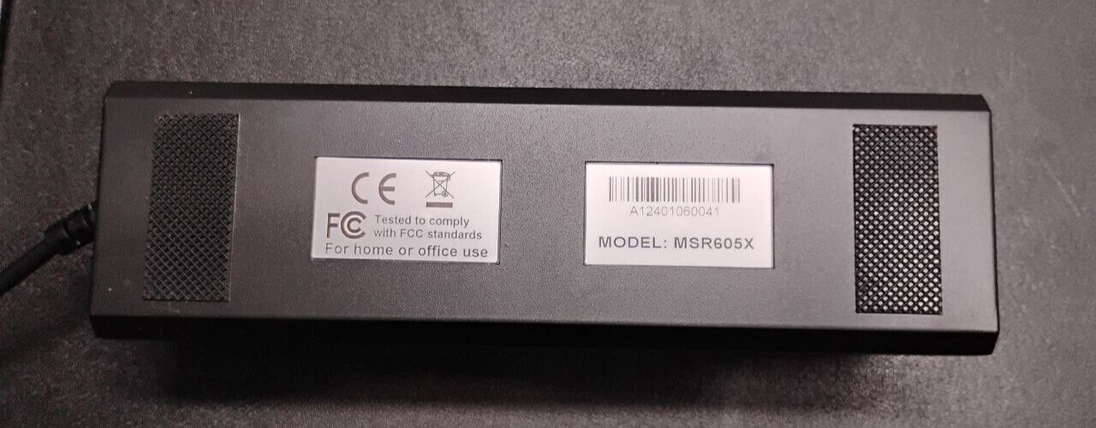 CE
FC Tested to comply
with FCC standards
For home or office use
A12401060041
MODEL: MSR605X